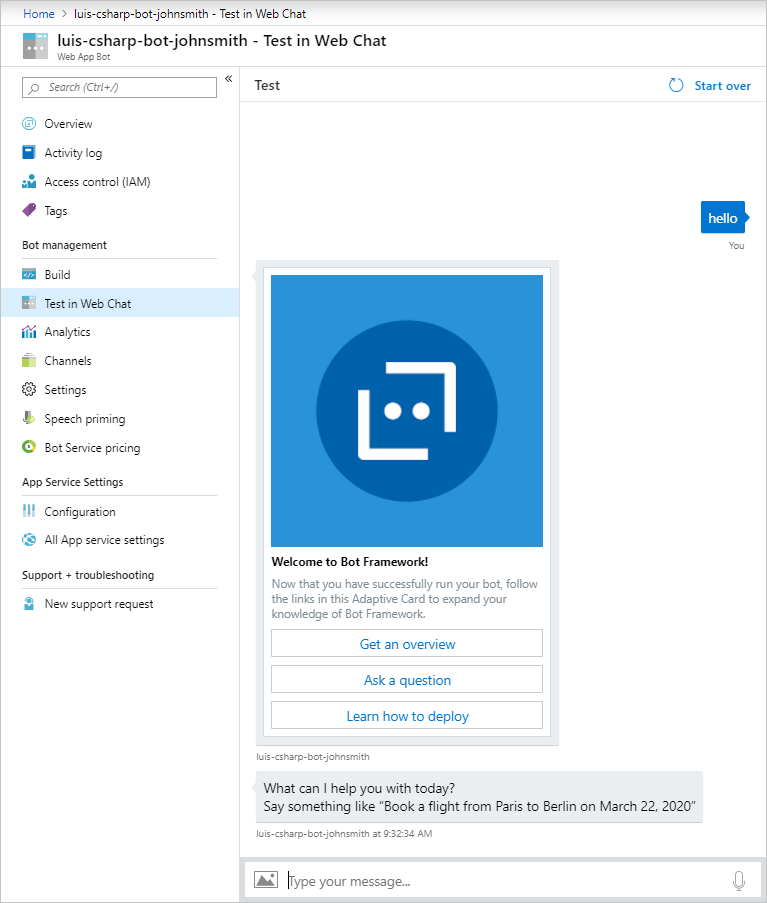 Home > luis-csharp-bot-johnsmith - Test in Web Chat
luis-csharp-bot-johnsmith - Test in Web Chat
Web App Bot
Search (Ctrl+/)
«
Overview
Activity log
Access control (IAM)
Tags
Bot management
Build
Test in Web Chat
Analytics
Channels
Settings
Speech priming
Bot Service pricing
App Service Settings
Configuration
All App service settings
Support + troubleshooting
New support request
Test
Start over
hello
You
Welcome to Bot Framework!
Now that you have successfully run your bot, follow
the links in this Adaptive Card to expand your
knowledge of Bot Framework.
Get an overview
Ask a question
Learn how to deploy
luis-csharp-bot-johnsmith
What can I help you with today?
Say something like “Book a flight from Paris to Berlin on March 22, 2020”
luis-csharp-bot-johnsmith at 9:32:34 AM
Type your message...